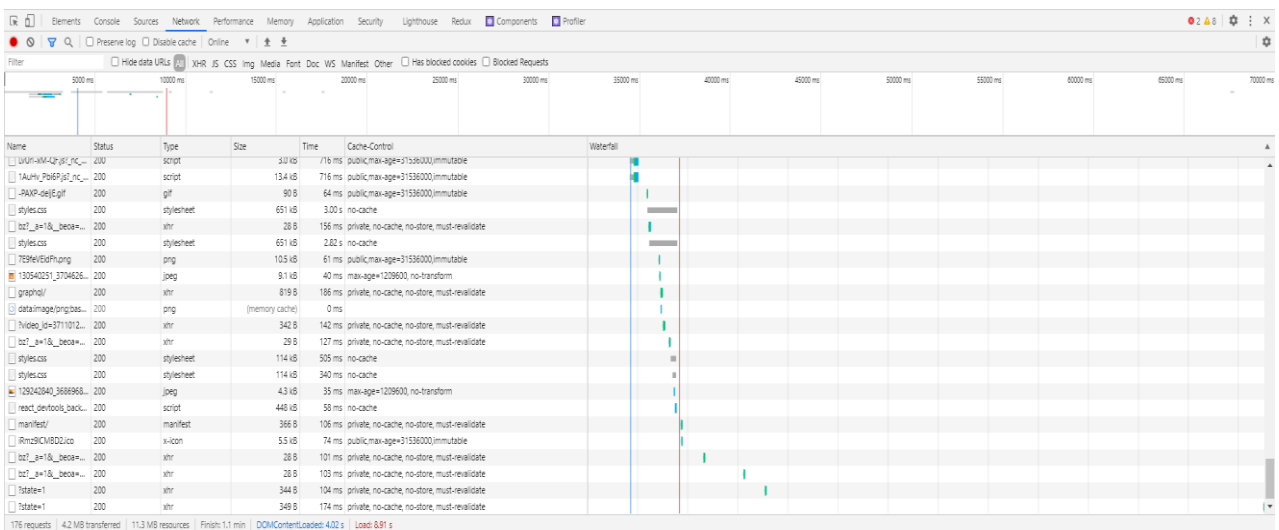 Elements Console Sources Network Performance Memory Application Security Lighthouse Redux Components Profiler 2 8
Preserve log Disable cache Online
Filter Hide data URLs All XHR JS CSS Img Media Font Doc WS Manifest Other Has blocked cookies Blocked Requests
5000 ms 10000 ms 15000 ms 20000 ms 25000 ms 30000 ms 35000 ms 40000 ms 45000 ms 50000 ms 55000 ms 60000 ms 65000 ms 70000 ms
Name Status Type Size Time Cache-Control Waterfall
200 script 3.0 kB 716 ms public,max-age=31536000,immutable
1AuHv_Pbi6P.js?_nc_... 200 script 13.4 kB 716 ms public,max-age=31536000,immutable
-PAXP-deijE.gif 200 gif 90 B 64 ms public,max-age=31536000,immutable
styles.css 200 stylesheet 651 kB 3.00 s no-cache
bz?__a=1&_beoa=... 200 xhr 28 B 156 ms private, no-cache, no-store, must-revalidate
styles.css 200 stylesheet 651 kB 2.82 s no-cache
7E9feVEidFh.png 200 png 10.5 kB 61 ms public,max-age=31536000,immutable
130540251_3704626... 200 jpeg 9.1 kB 40 ms max-age=1209600, no-transform
graphql/ 200 xhr 819 B 186 ms private, no-cache, no-store, must-revalidate
data:image/png;bas... 200 png (memory cache) 0 ms
?video_id=3711012... 200 xhr 342 B 142 ms private, no-cache, no-store, must-revalidate
bz?__a=1&_beoa=... 200 xhr 29 B 127 ms private, no-cache, no-store, must-revalidate
styles.css 200 stylesheet 114 kB 505 ms no-cache
styles.css 200 stylesheet 114 kB 340 ms no-cache
129242840_3686968... 200 jpeg 4.3 kB 35 ms max-age=1209600, no-transform
react_devtools_back... 200 script 448 kB 58 ms no-cache
manifest/ 200 manifest 366 B 106 ms private, no-cache, no-store, must-revalidate
iRmz9lCMBD2.ico 200 x-icon 5.5 kB 74 ms public,max-age=31536000,immutable
bz?__a=1&_beoa=... 200 xhr 28 B 101 ms private, no-cache, no-store, must-revalidate
bz?__a=1&_beoa=... 200 xhr 28 B 103 ms private, no-cache, no-store, must-revalidate
?state=1 200 xhr 344 B 104 ms private, no-cache, no-store, must-revalidate
?state=1 200 xhr 349 B 174 ms private, no-cache, no-store, must-revalidate
176 requests 4.2 MB transferred 11.3 MB resources Finish: 1.1 min DOMContentLoaded: 4.02 s Load: 8.91 s